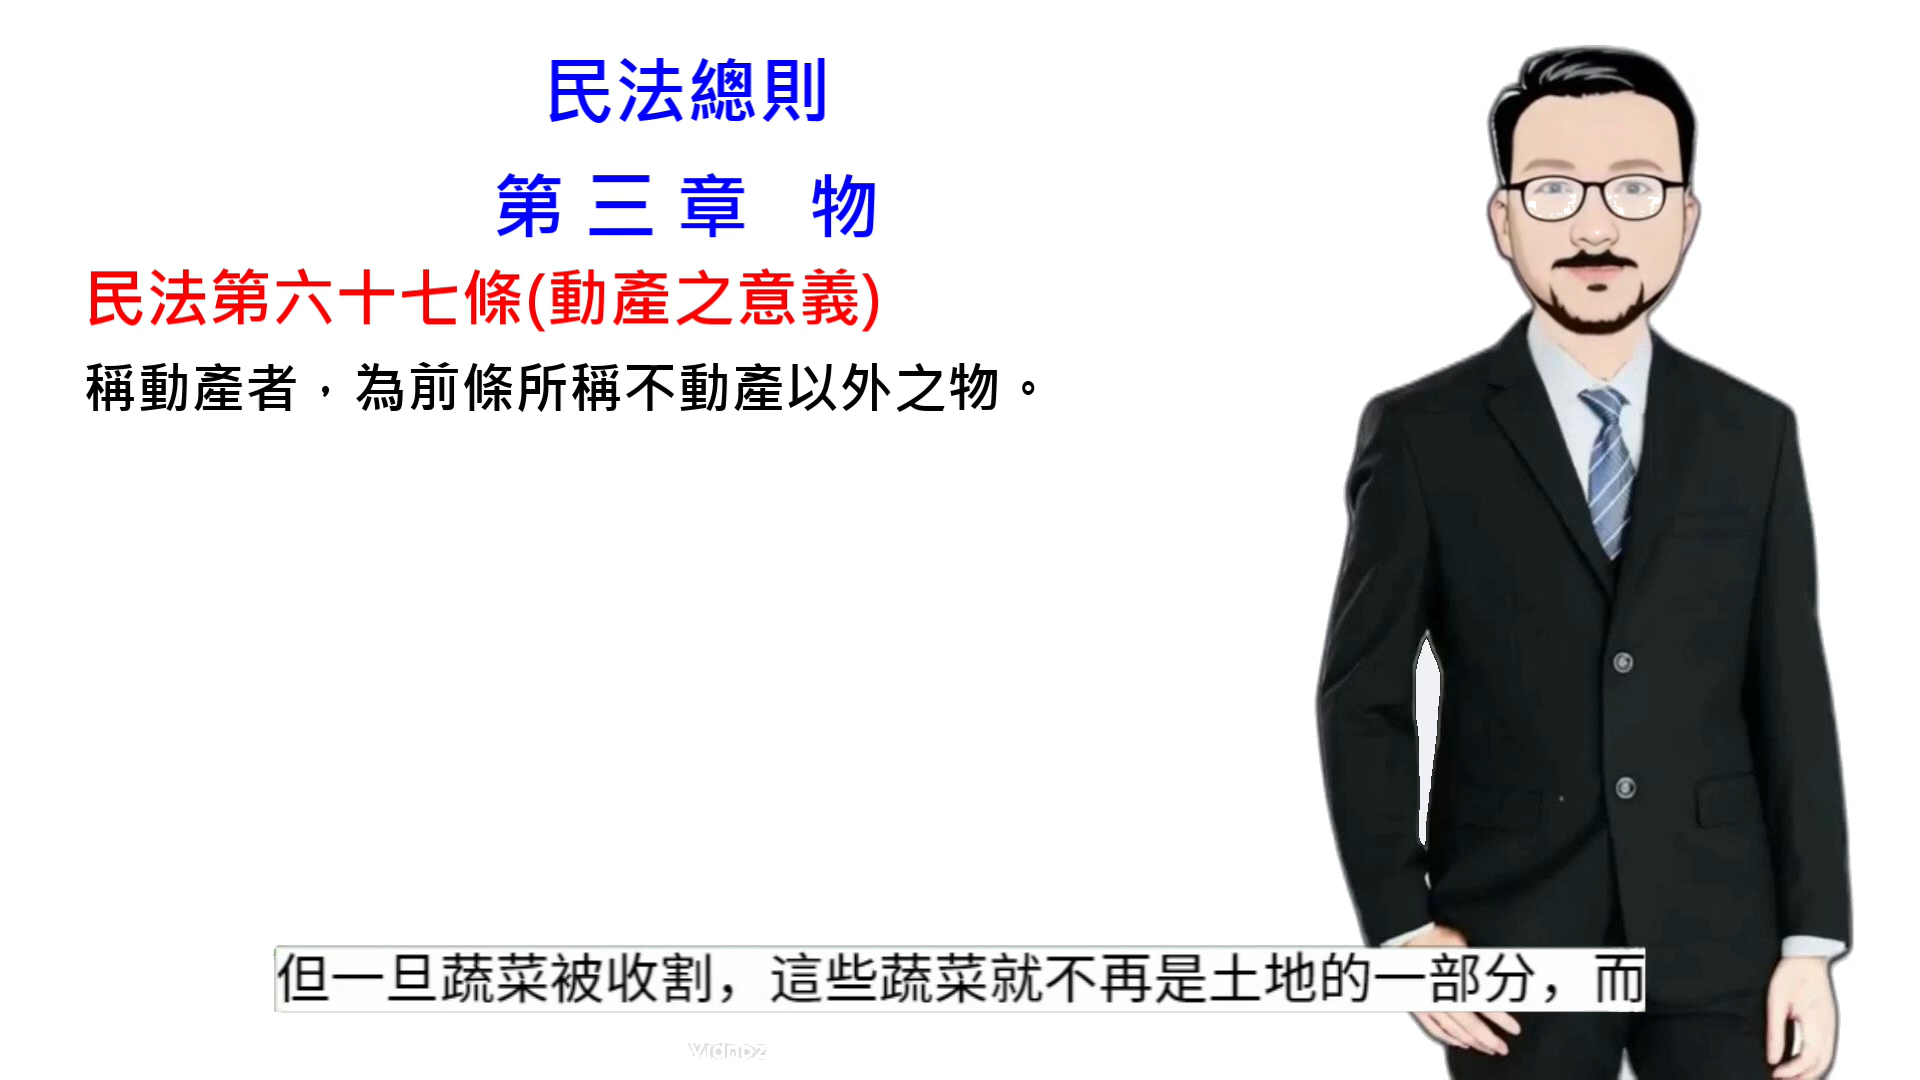 民法總則
第三章 物
民法第六十七條(動產之意義)
稱動產者，為前條所稱不動產以外之物。
但一旦蔬菜被收割，這些蔬菜就不再是土地的一部分，而
Vidnoz